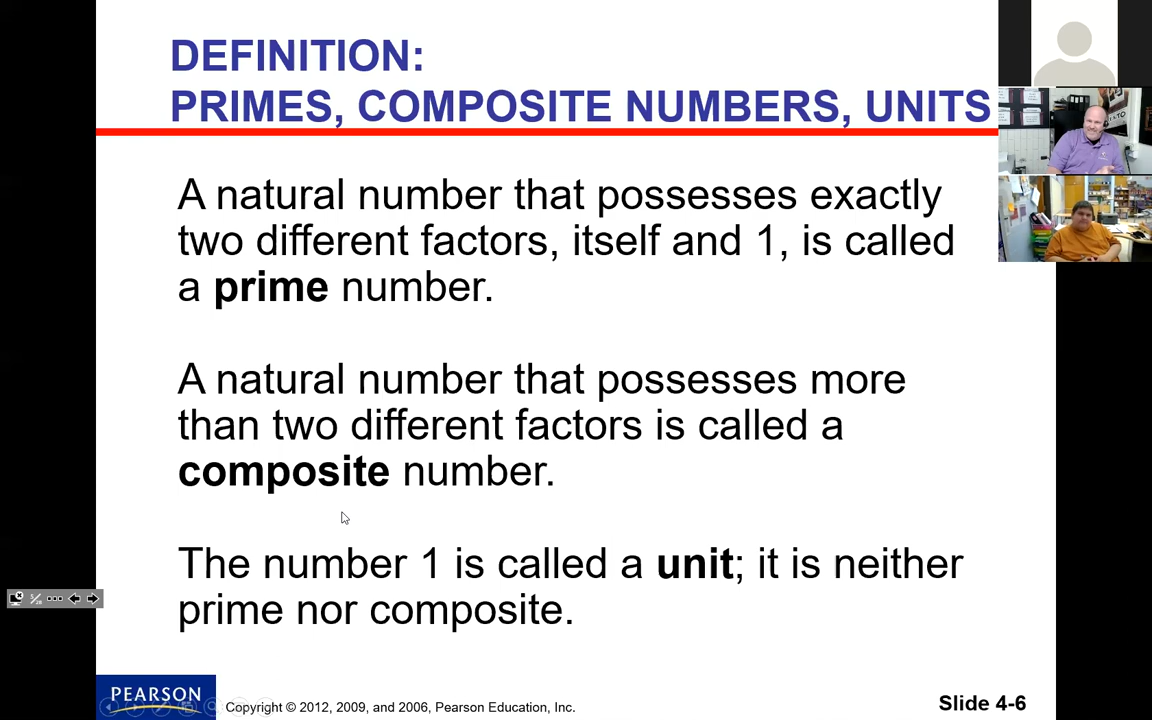 DEFINITION:
PRIMES, COMPOSITE NUMBERS, UNITS
A natural number that possesses exactly
two different factors, itself and 1, is called
a prime number.
A natural number that possesses more
than two different factors is called a
composite number.
The number 1 is called a unit; it is neither
prime nor composite.
PEARSON
Copyright © 2012, 2009, and 2006, Pearson Education, Inc.
Slide 4-6